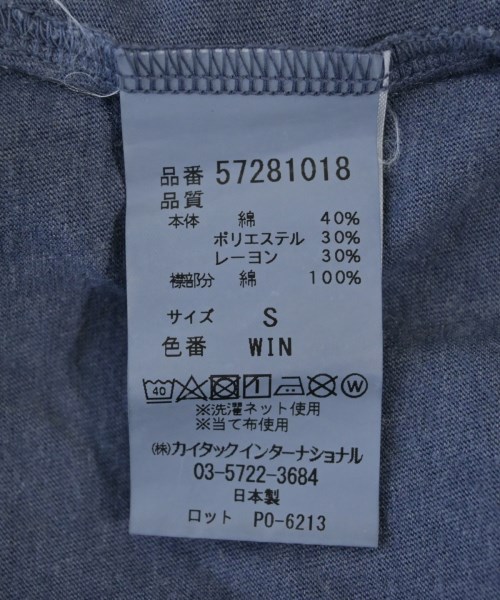 品番 57281018
品質
本体 綿 40%
ポリエステル 30%
レーヨン 30%
襟部分 綿 100%
サイズ S
色番 WIN
40 W
※洗濯ネット使用
※当て布使用
㈱カイタックインターナショナル
03-5722-3684
日本製
ロット PO-6213